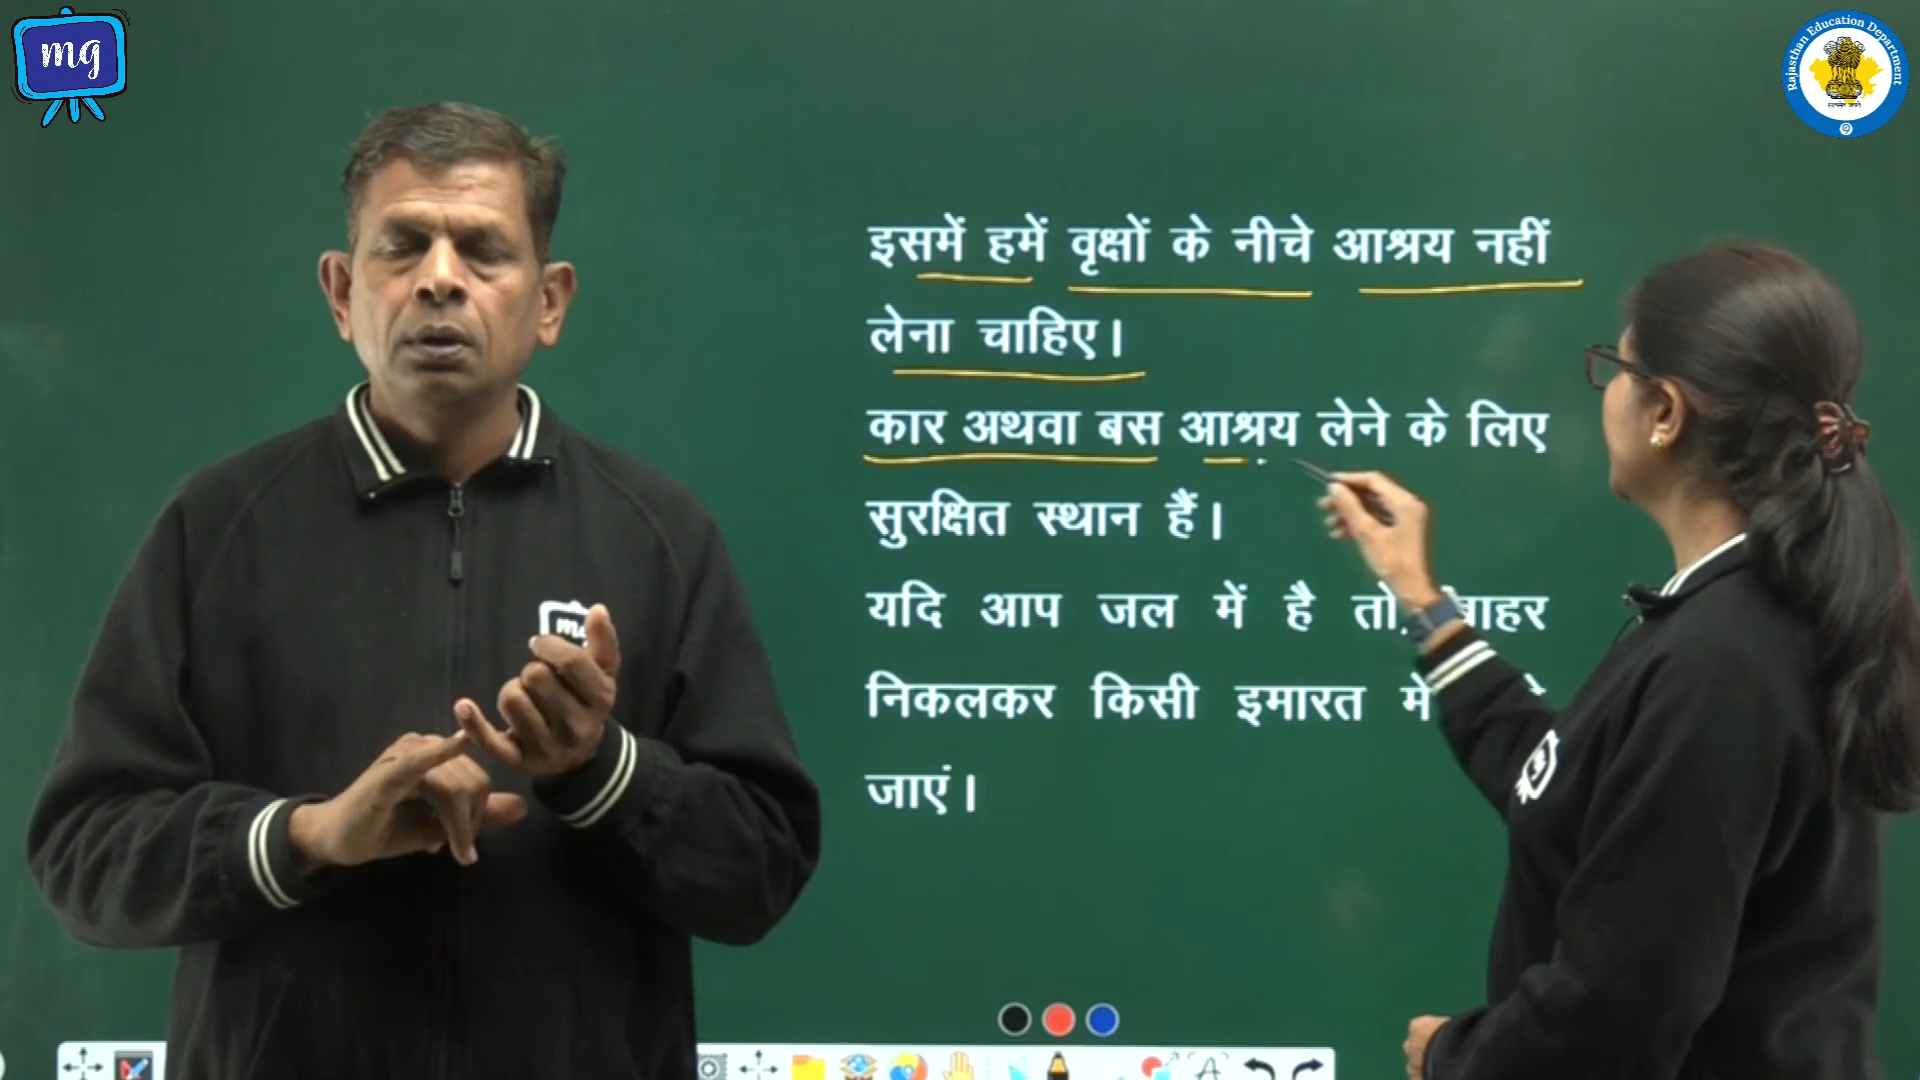 mg
Rajasthan Education Department
इसमें हमें वृक्षों के नीचे आश्रय नहीं
लेना चाहिए।
कार अथवा बस आश्रय लेने के लिए
सुरक्षित स्थान हैं।
यदि आप जल में है तो
निकलकर किसी इमारत
जाएं।